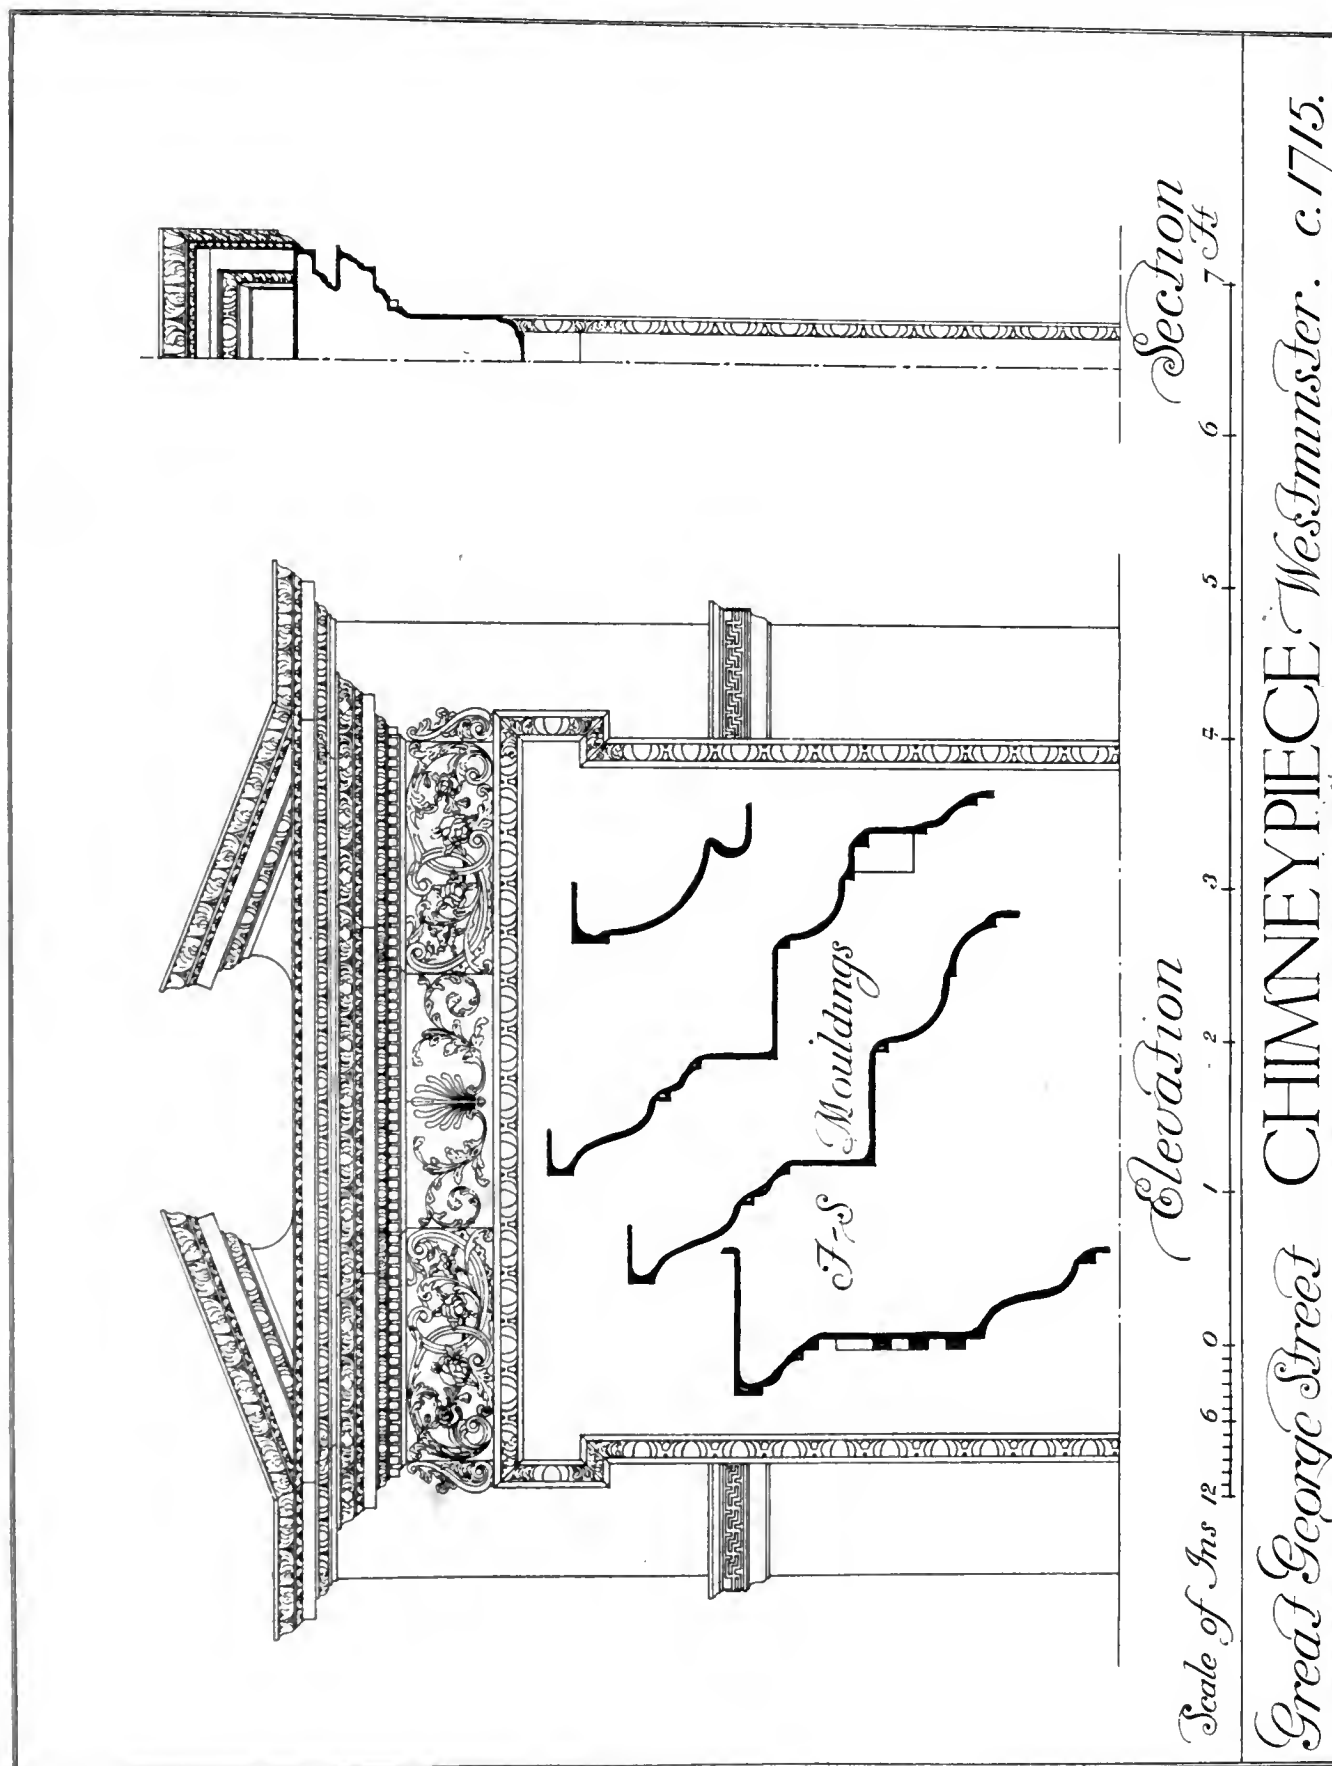 F-S Mouldings
Elevation
Section
Scale of Ins 12 6 0 1 2 3 4 5 6 7 Ft
Great George Street CHIMNEYPIECE Westminster. c. 1715.